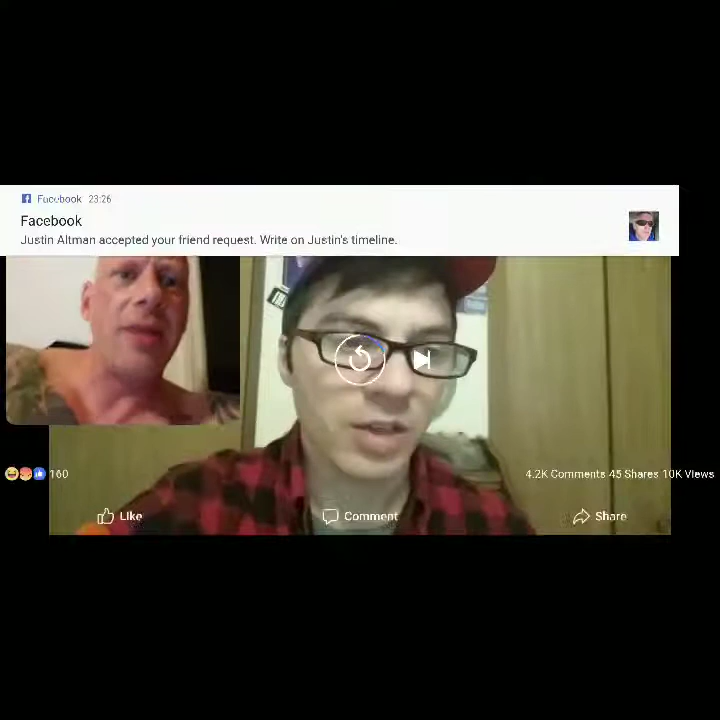 Facebook 23:26
Facebook
Justin Altman accepted your friend request. Write on Justin's timeline.
160
4.2K Comments 45 Shares 10K Views
Like
Comment
Share